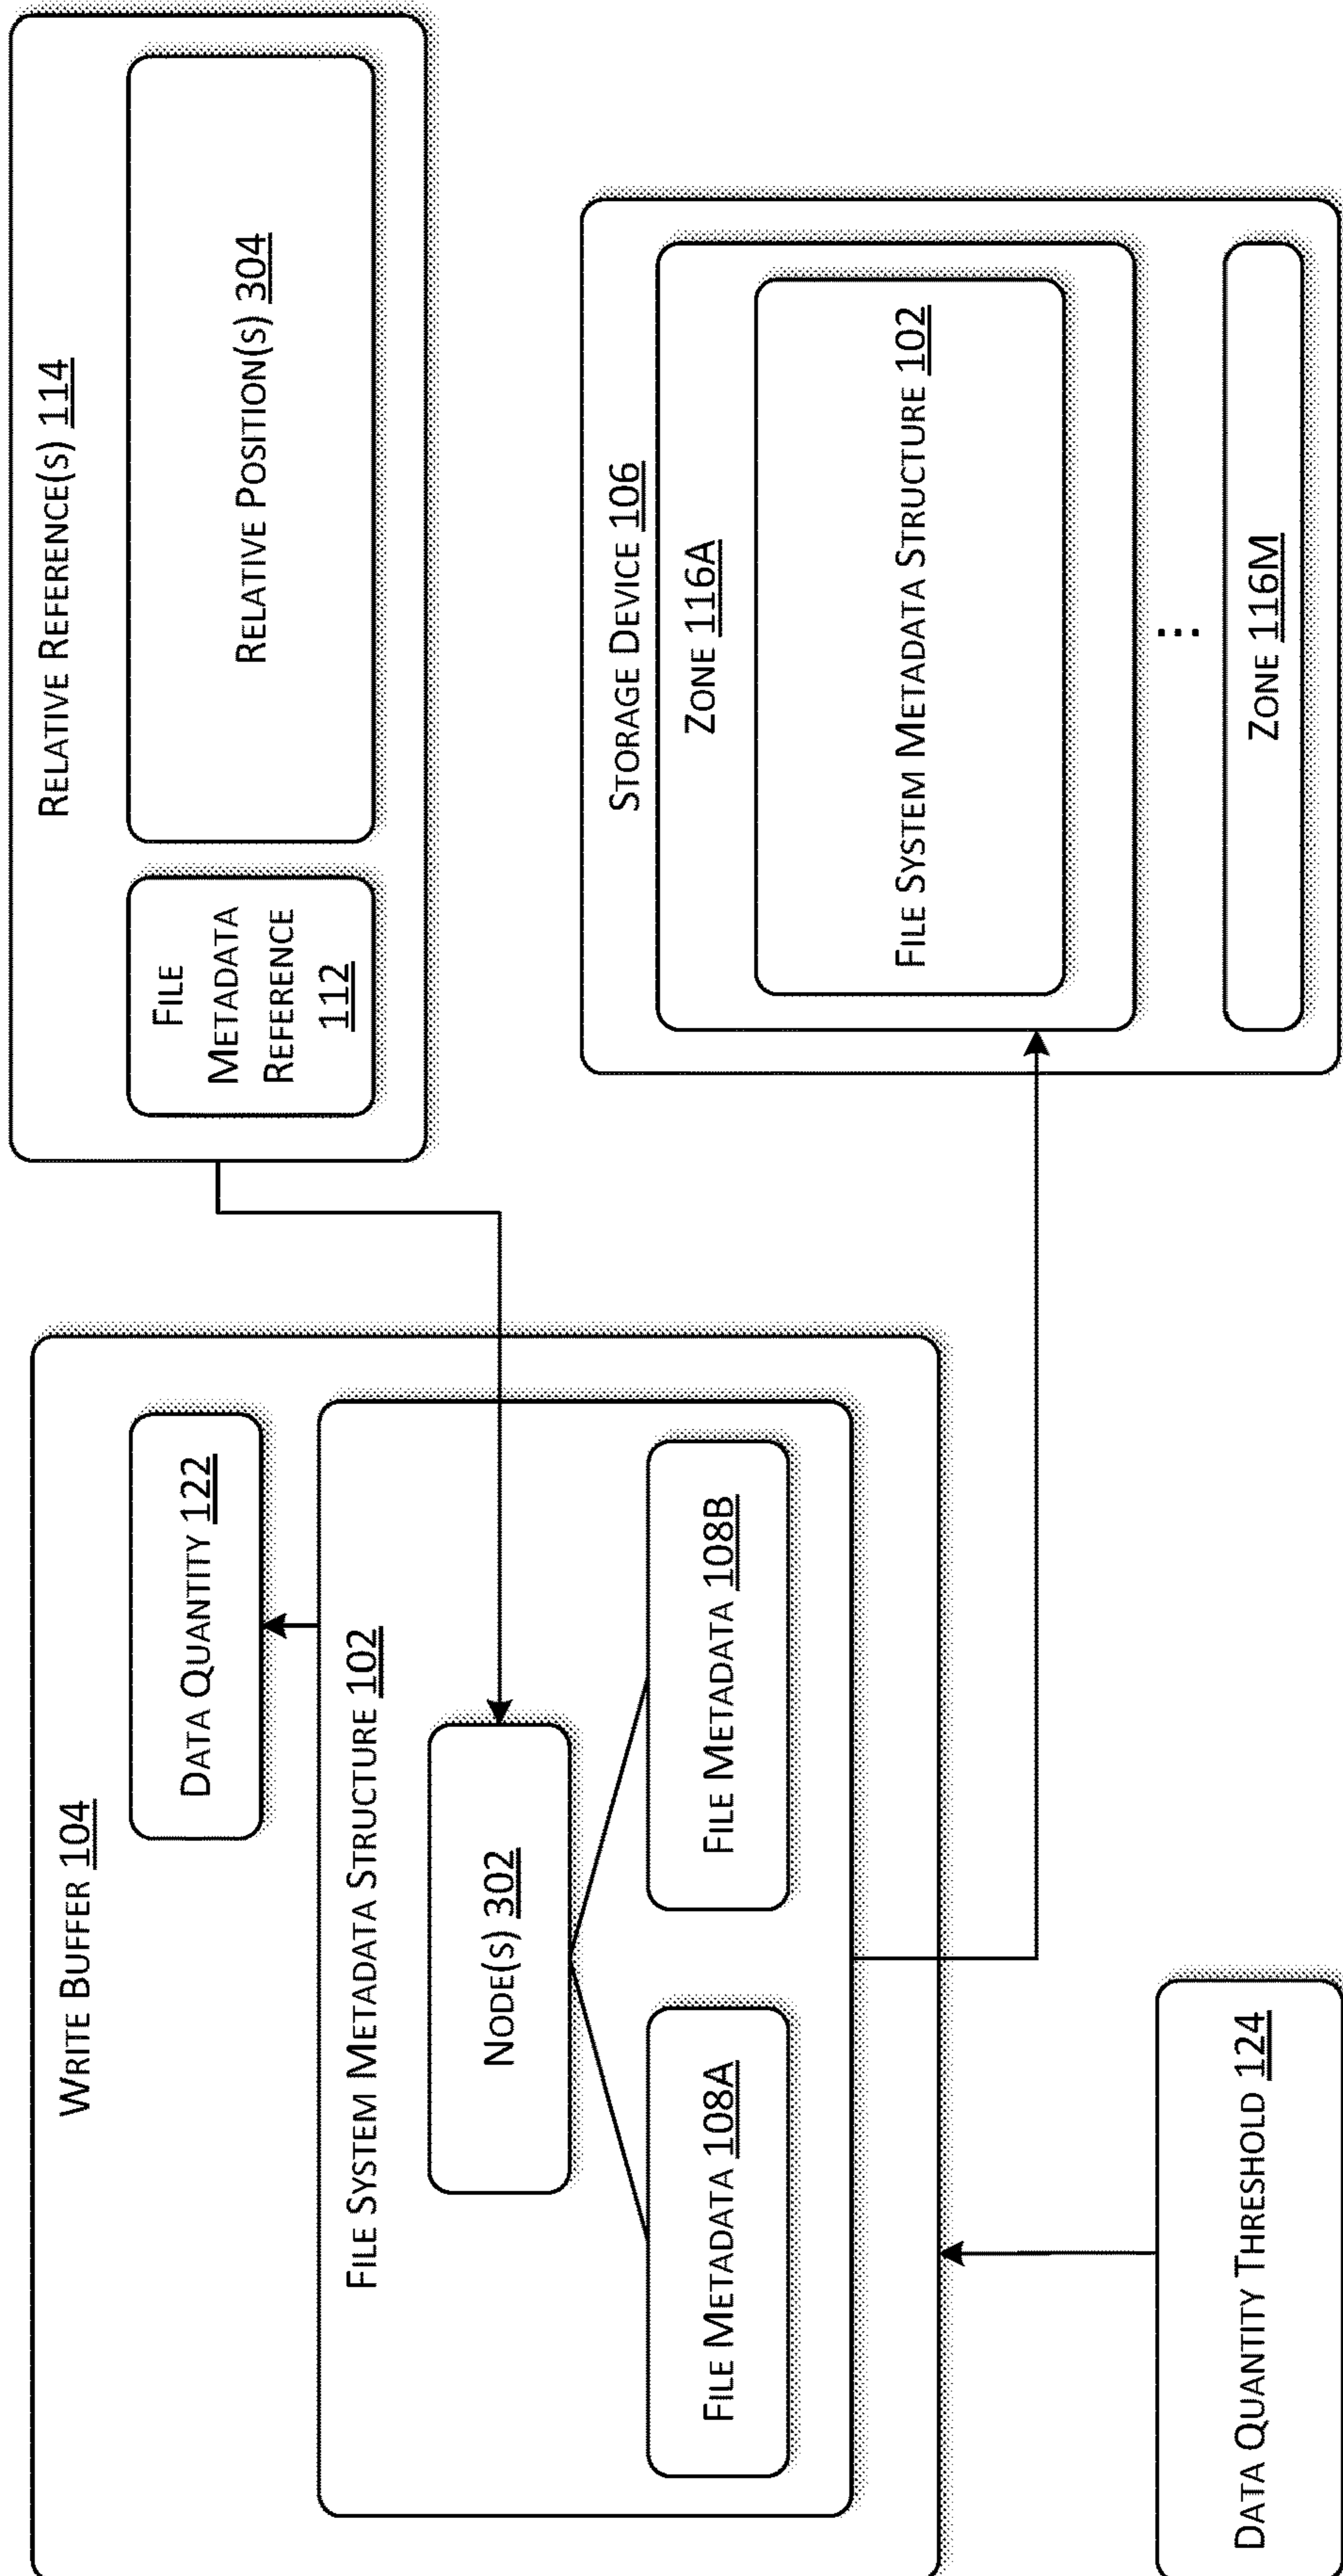 WRITE BUFFER 104
DATA QUANTITY 122
FILE SYSTEM METADATA STRUCTURE 102
NODE(S) 302
FILE METADATA 108A
FILE METADATA 108B
DATA QUANTITY THRESHOLD 124
RELATIVE REFERENCE(S) 114
FILE
METADATA
REFERENCE
112
RELATIVE POSITION(S) 304
STORAGE DEVICE 106
ZONE 116A
FILE SYSTEM METADATA STRUCTURE 102
⋮
ZONE 116M